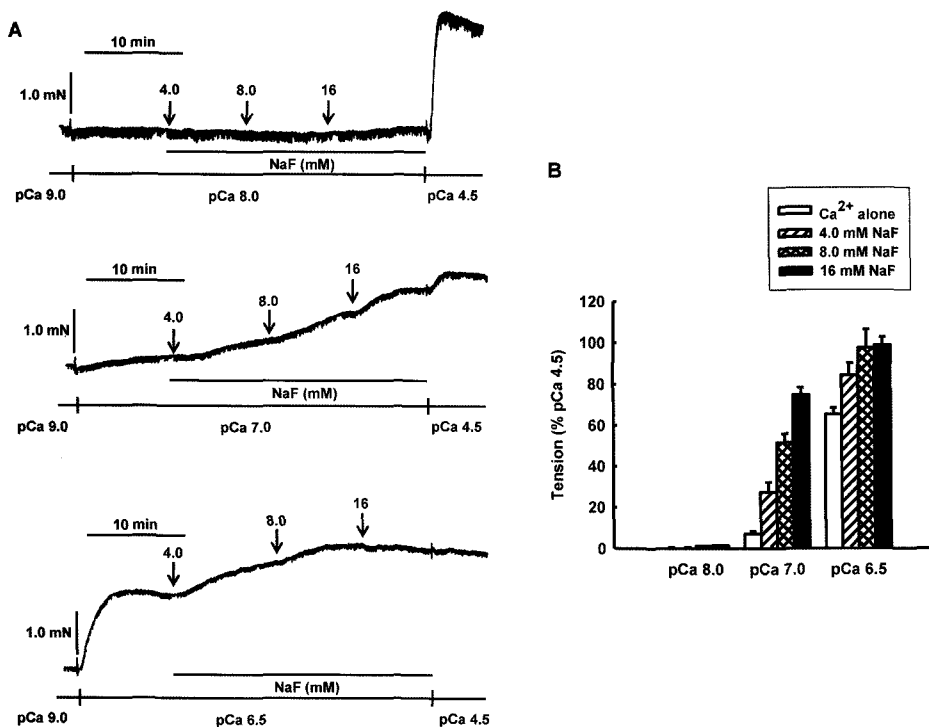 A
10 min
1.0 mN
4.0
8.0
16
NaF (mM)
pCa 9.0
pCa 8.0
pCa 4.5
10 min
1.0 mN
4.0
8.0
16
NaF (mM)
pCa 9.0
pCa 7.0
pCa 4.5
10 min
1.0 mN
4.0
8.0
16
NaF (mM)
pCa 9.0
pCa 6.5
pCa 4.5
B
Ca2+ alone
4.0 mM NaF
8.0 mM NaF
16 mM NaF
Tension (% pCa 4.5)
120
100
80
60
40
20
0
pCa 8.0
pCa 7.0
pCa 6.5